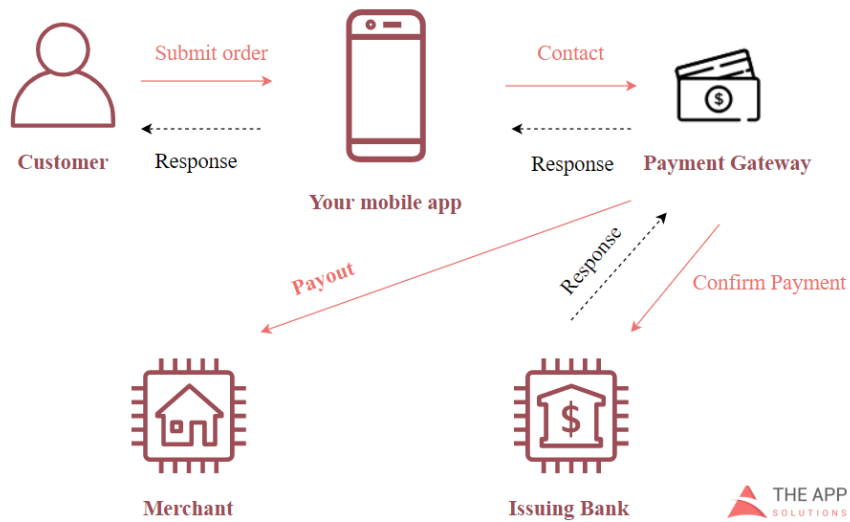 Submit order
Contact
$
Response
Response
Customer
Payment Gateway
Your mobile app
Payout
Response
Confirm Payment
$
Merchant
Issuing Bank
THE APP
SOLUTIONS